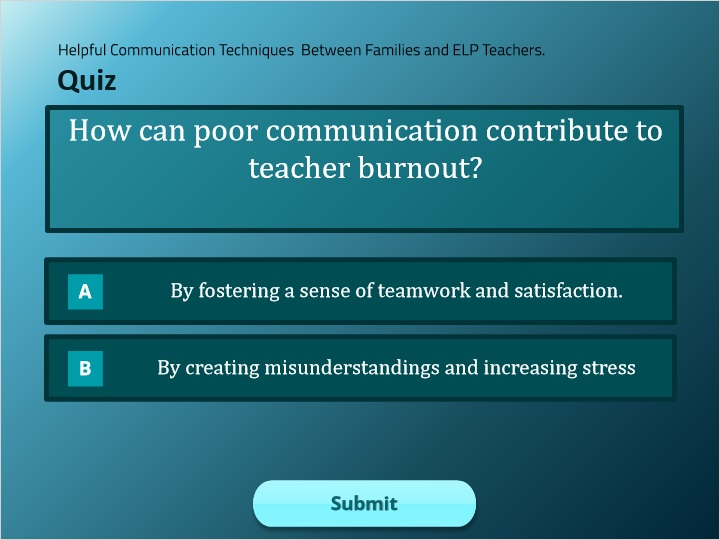 Helpful Communication Techniques  Between Families and ELP Teachers.
Quiz
How can poor communication contribute to
teacher burnout?
A By fostering a sense of teamwork and satisfaction.
B By creating misunderstandings and increasing stress
Submit